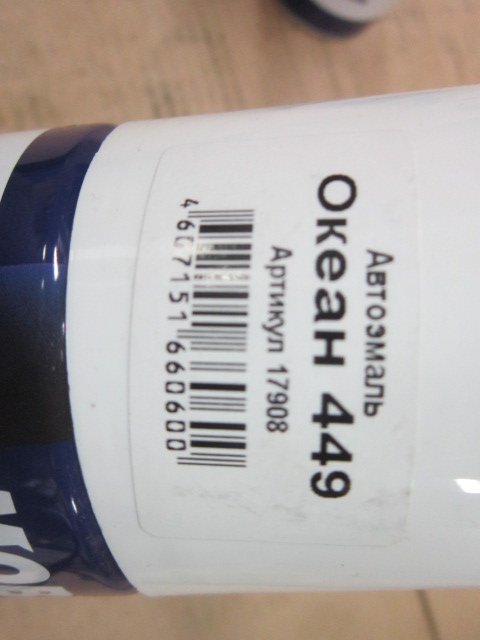 Автоэмаль
Океан 449
Артикул 17908
4 607151 660600